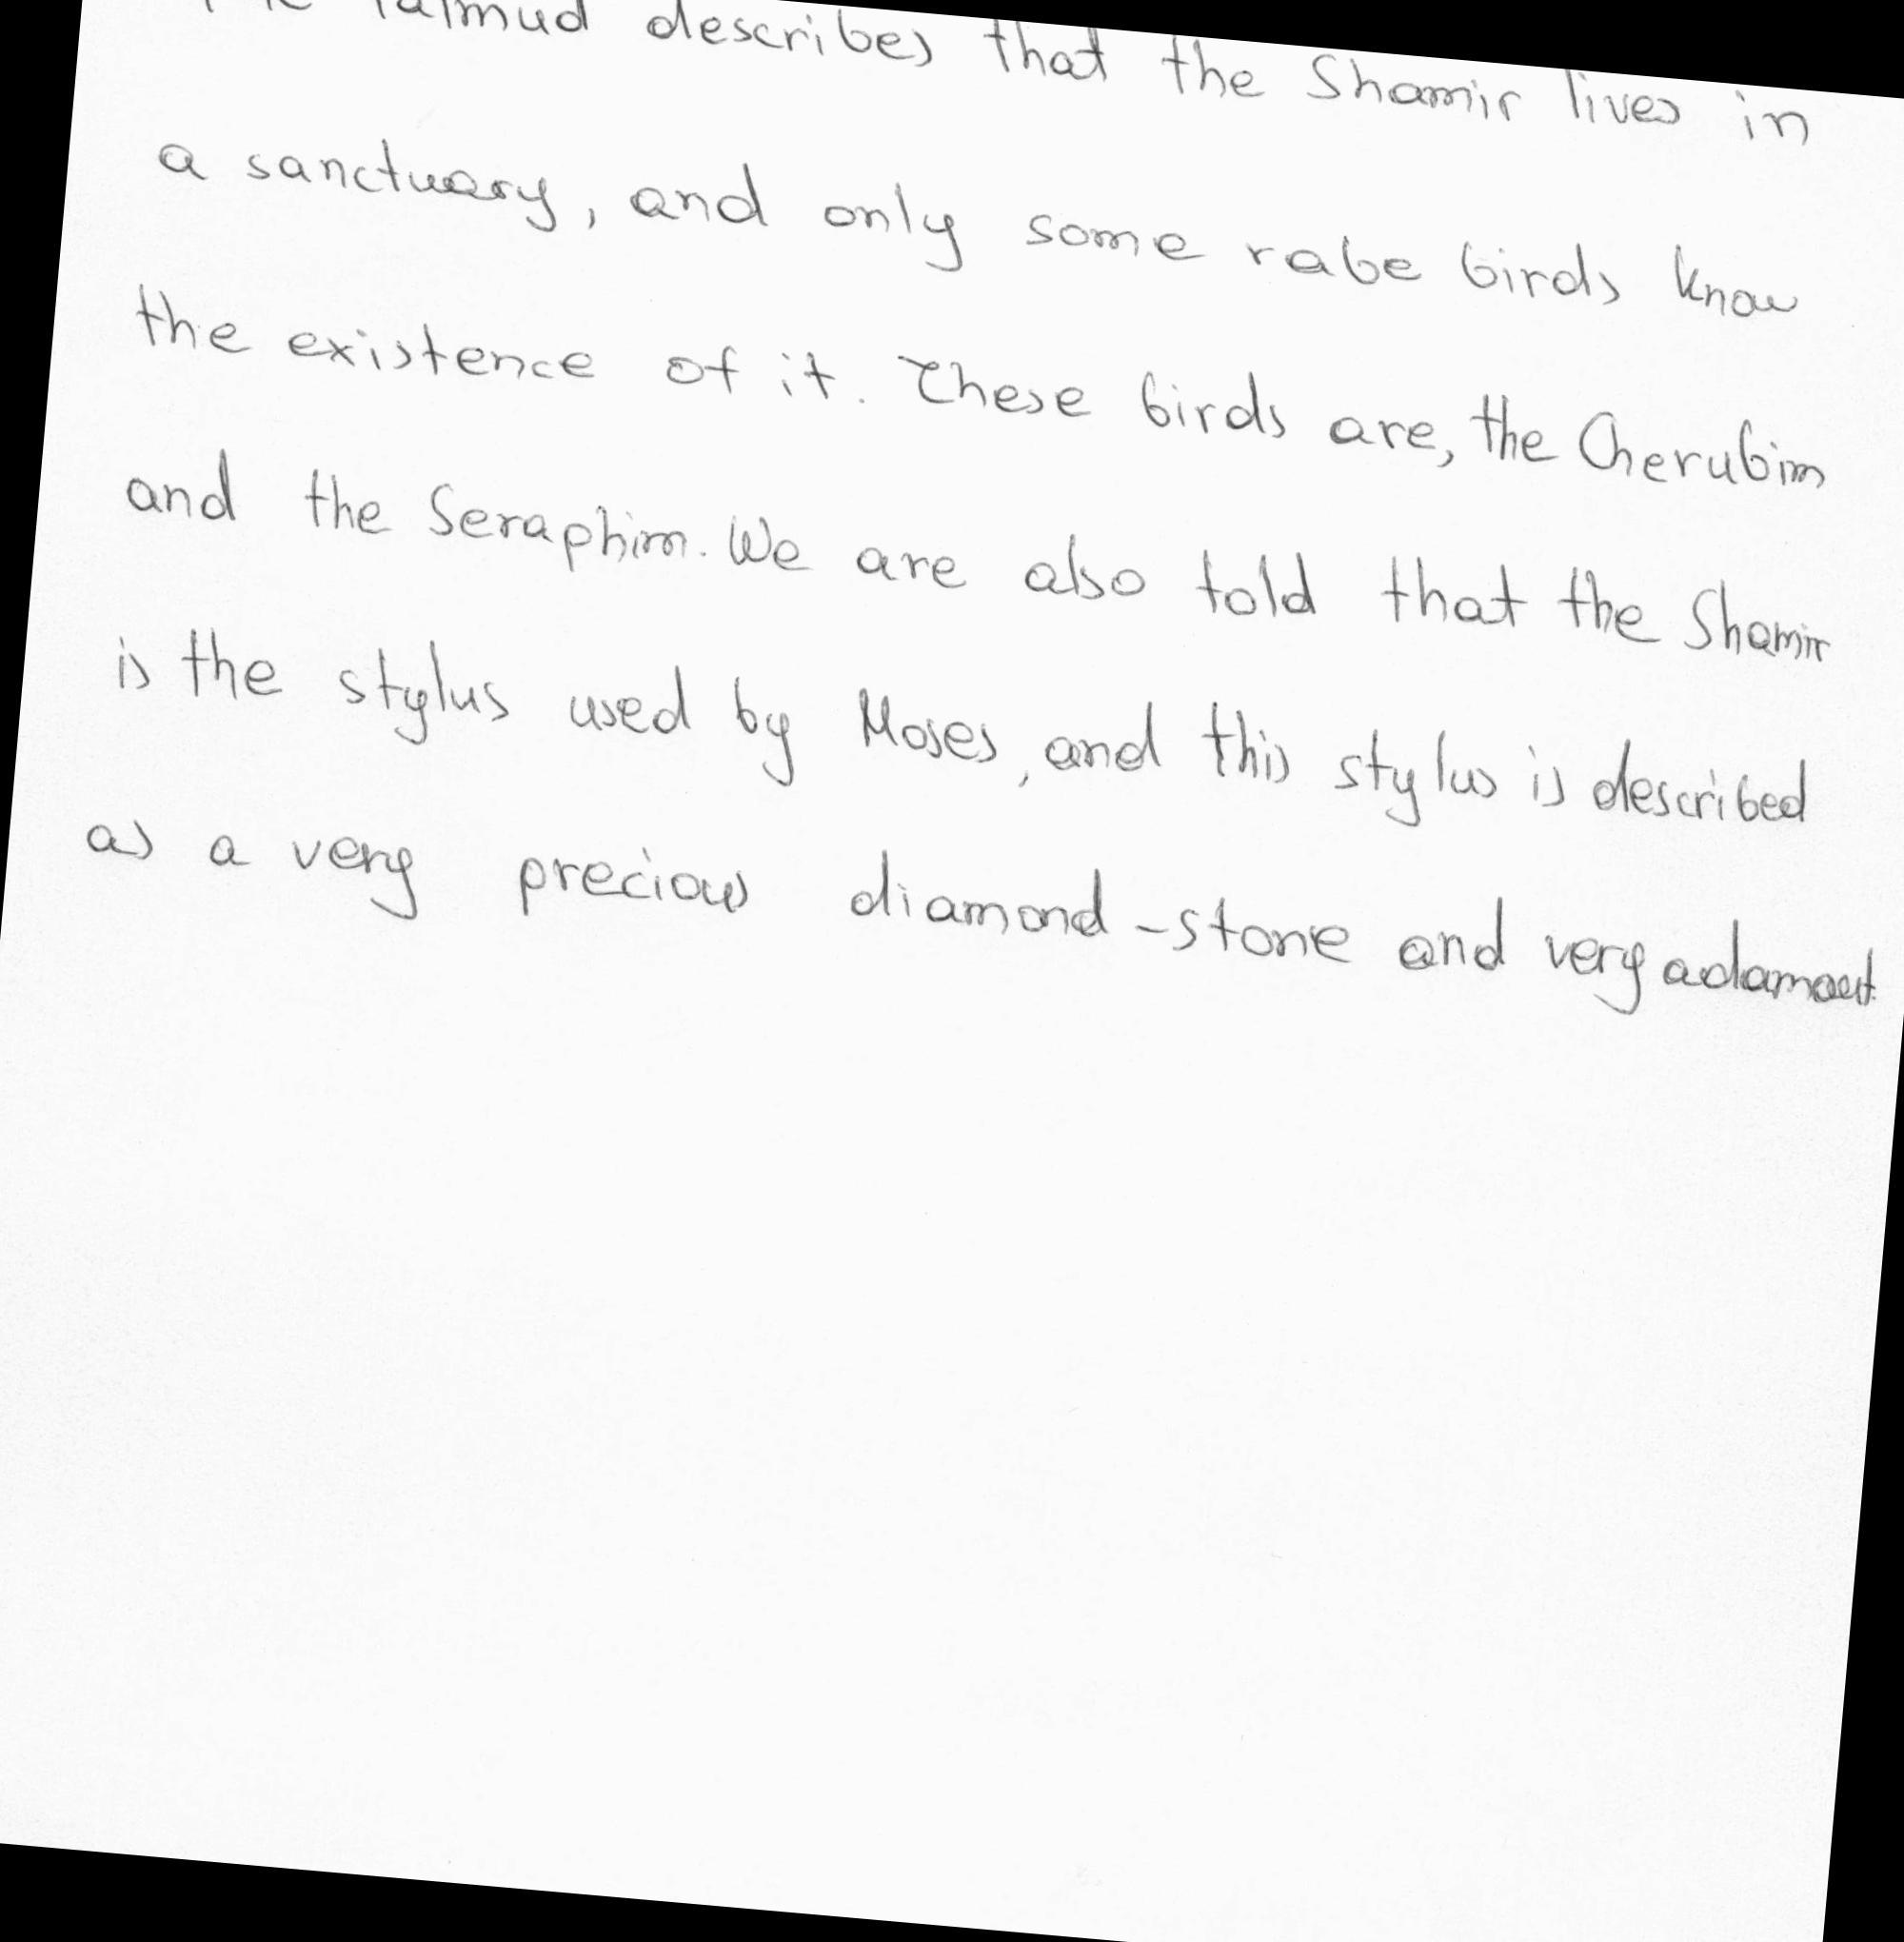 Talmud describes that the Shamir lives in
a sanctuary, and only some rabe birds know
the existence of it. These birds are, the Cherubim
and the Seraphim. We are also told that the Shamir
is the stylus used by Moses, and this stylus is described
as a very precious diamond-stone and very adamant.